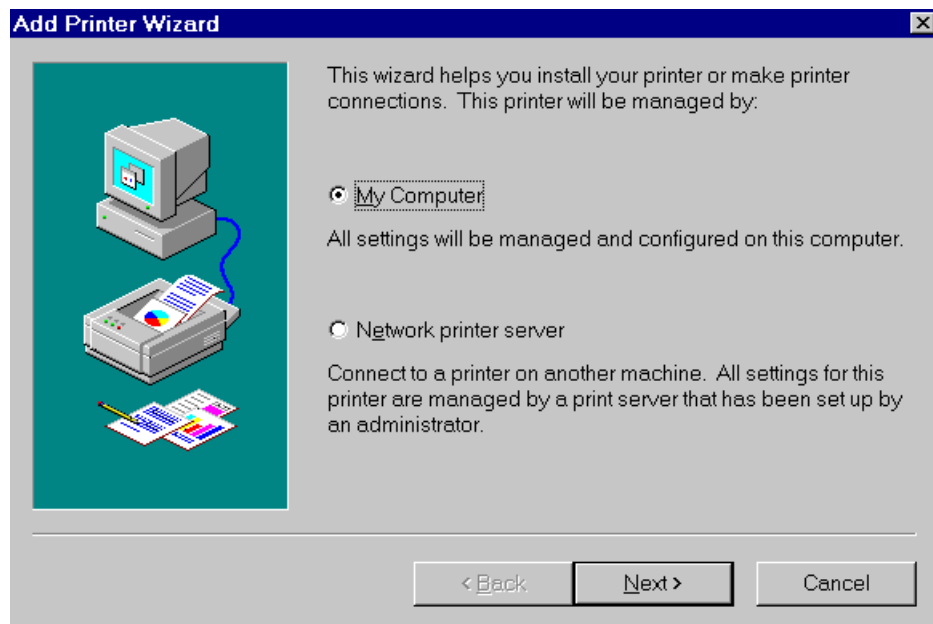 Add Printer Wizard
This wizard helps you install your printer or make printer
connections.  This printer will be managed by:
My Computer
All settings will be managed and configured on this computer.
Network printer server
Connect to a printer on another machine.  All settings for this
printer are managed by a print server that has been set up by
an administrator.
< Back
Next >
Cancel